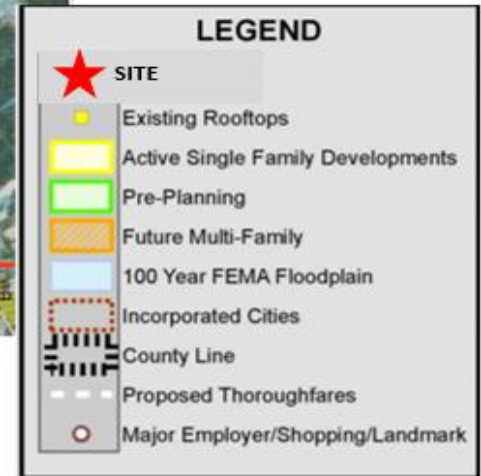 LEGEND
SITE
Existing Rooftops
Active Single Family Developments
Pre-Planning
Future Multi-Family
100 Year FEMA Floodplain
Incorporated Cities
County Line
Proposed Thoroughfares
Major Employer/Shopping/Landmark